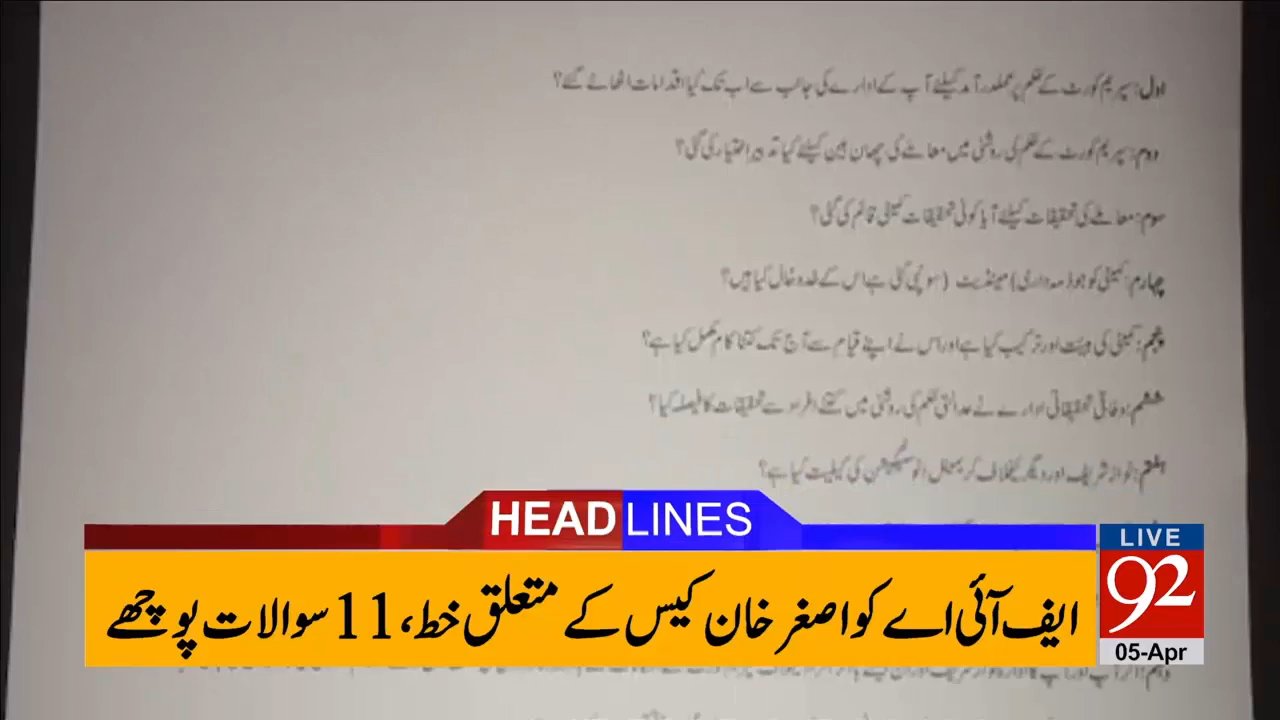 اول: سپریم کورٹ کے حکم پر عملدرآمد کیلئے آپ کے ادارے کی جانب سے اب تک کیا اقدامات اٹھائے گئے؟
دوم: سپریم کورٹ کے حکم کی روشنی میں معاملے کی چھان بین کیلئے کیا تدبیر اختیار کی گئی؟
سوم: معاملے کی تحقیقات کیلئے آیا کوئی تحقیقات کمیٹی قائم کی گئی؟
چہارم: کمیٹی کو جو ذمہ داری) مینڈیٹ (سونپی گئی ہے اس کے خدوخال کیا ہیں؟
پنجم: کمیٹی کی ہیئت اور ترکیب کیا ہے اور اس نے اپنے قیام سے آج تک کتنا کام مکمل کیا ہے؟
ششم: وفاقی تحقیقاتی ادارے نے عدالتی حکم کی روشنی میں کتنے افراد سے تحقیقات کا فیصلہ کیا؟
ہفتم: نواز شریف اور دیگر کیخلاف کریمنل انوسٹیگیشن کی کیفیت کیا ہے؟
HEADLINES
LIVE
92
ایف آئی اے کو اصغر خان کیس کے متعلق خط، 11 سوالات پوچھے
05-Apr